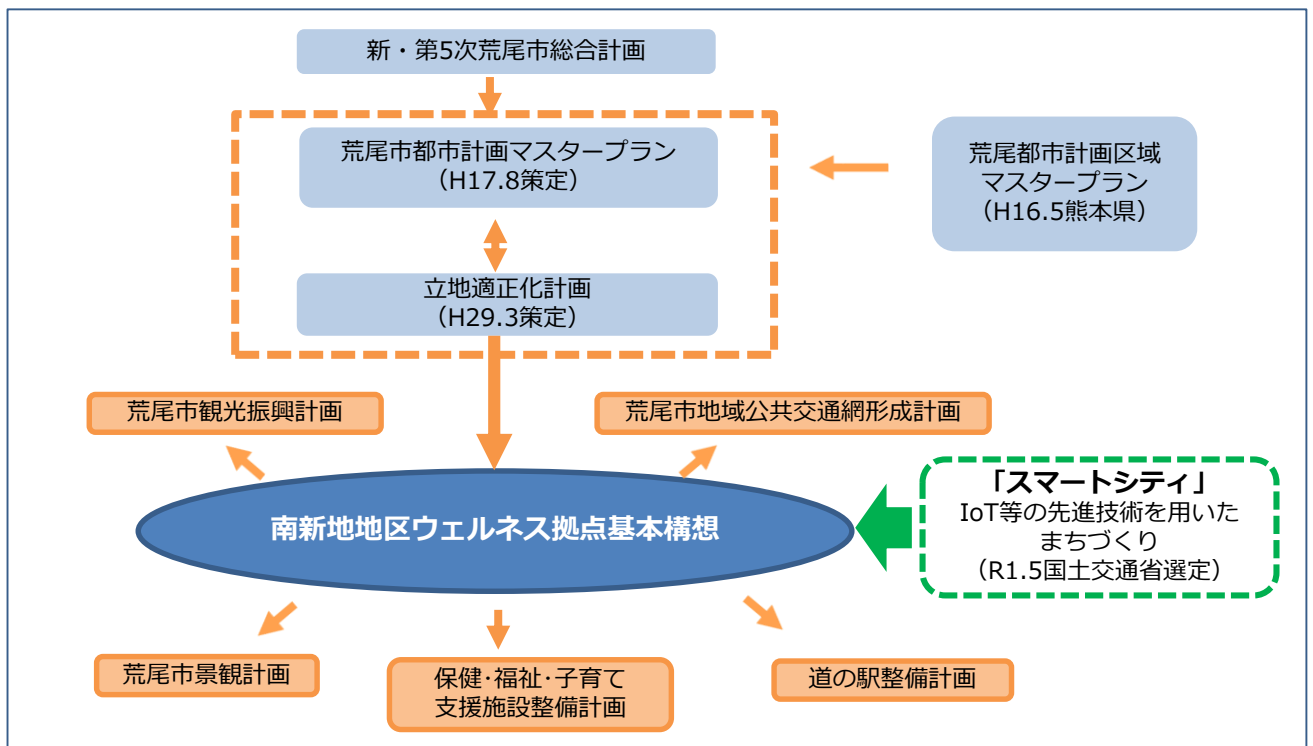 新・第5次荒尾市総合計画
荒尾市都市計画マスタープラン
（H17.8策定）
荒尾都市計画区域
マスタープラン
（H16.5熊本県）
立地適正化計画
（H29.3策定）
荒尾市観光振興計画
荒尾市地域公共交通網形成計画
南新地地区ウェルネス拠点基本構想
「スマートシティ」
IoT等の先進技術を用いた
まちづくり
（R1.5国土交通省選定）
荒尾市景観計画
保健・福祉・子育て
支援施設整備計画
道の駅整備計画